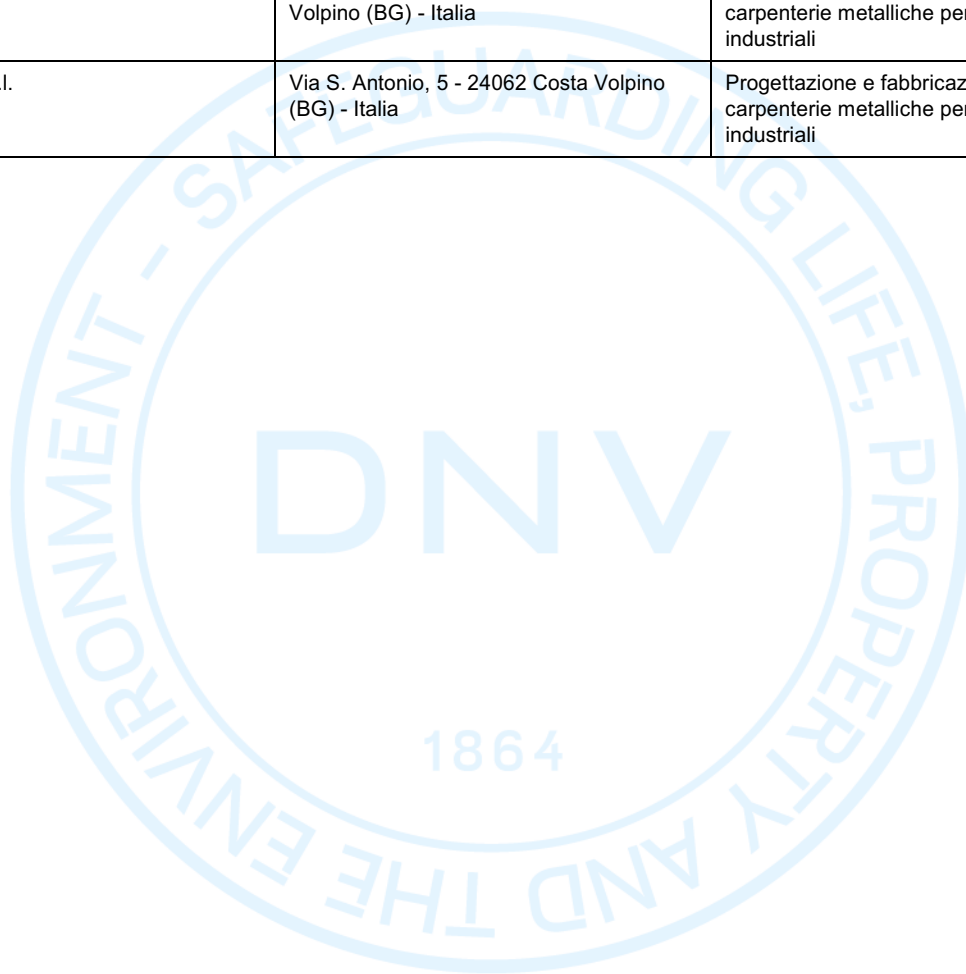 Volpino (BG) - Italia
carpenterie metalliche per
industriali
.l.
Via S. Antonio, 5 - 24062 Costa Volpino
(BG) - Italia
Progettazione e fabbricaz
carpenterie metalliche per
industriali
SAFEGUARDING LIFE, PROPERTY AND THE ENVIRONMENT -
DNV
1864